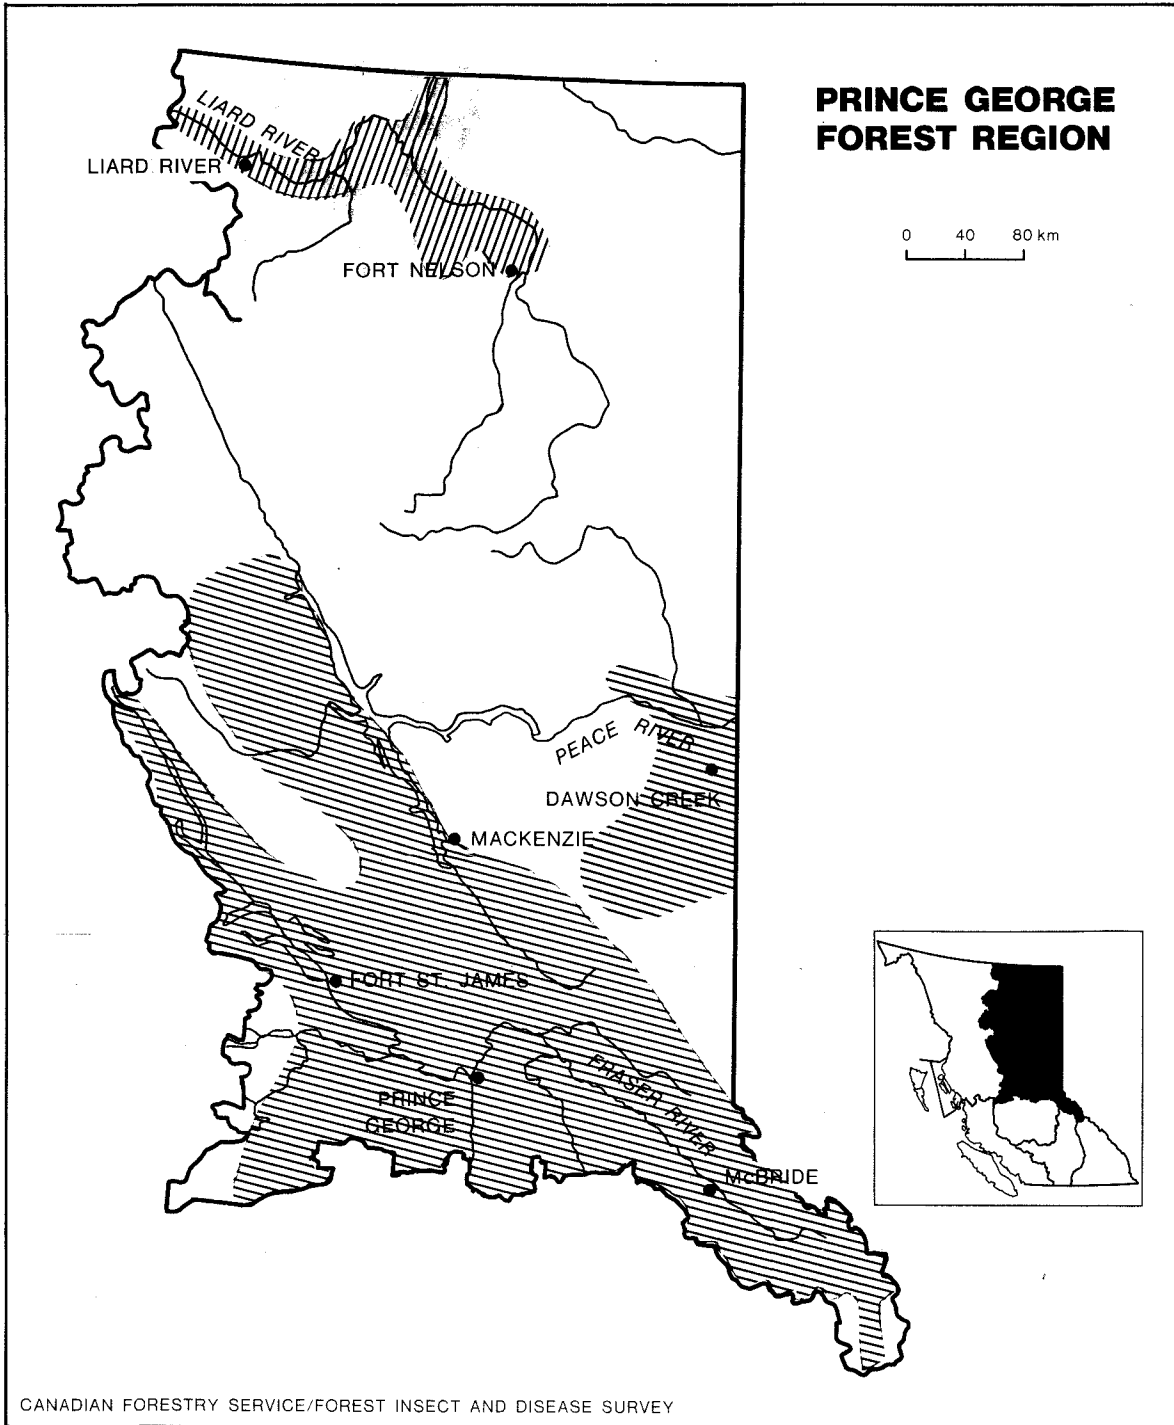 PRINCE GEORGE
FOREST REGION
LIARD RIVER
LIARD RIVER
0 40 80 km
FORT NELSON
PEACE RIVER
DAWSON CREEK
MACKENZIE
FORT ST. JAMES
FRASER RIVER
PRINCE
GEORGE
McBRIDE
CANADIAN FORESTRY SERVICE/FOREST INSECT AND DISEASE SURVEY